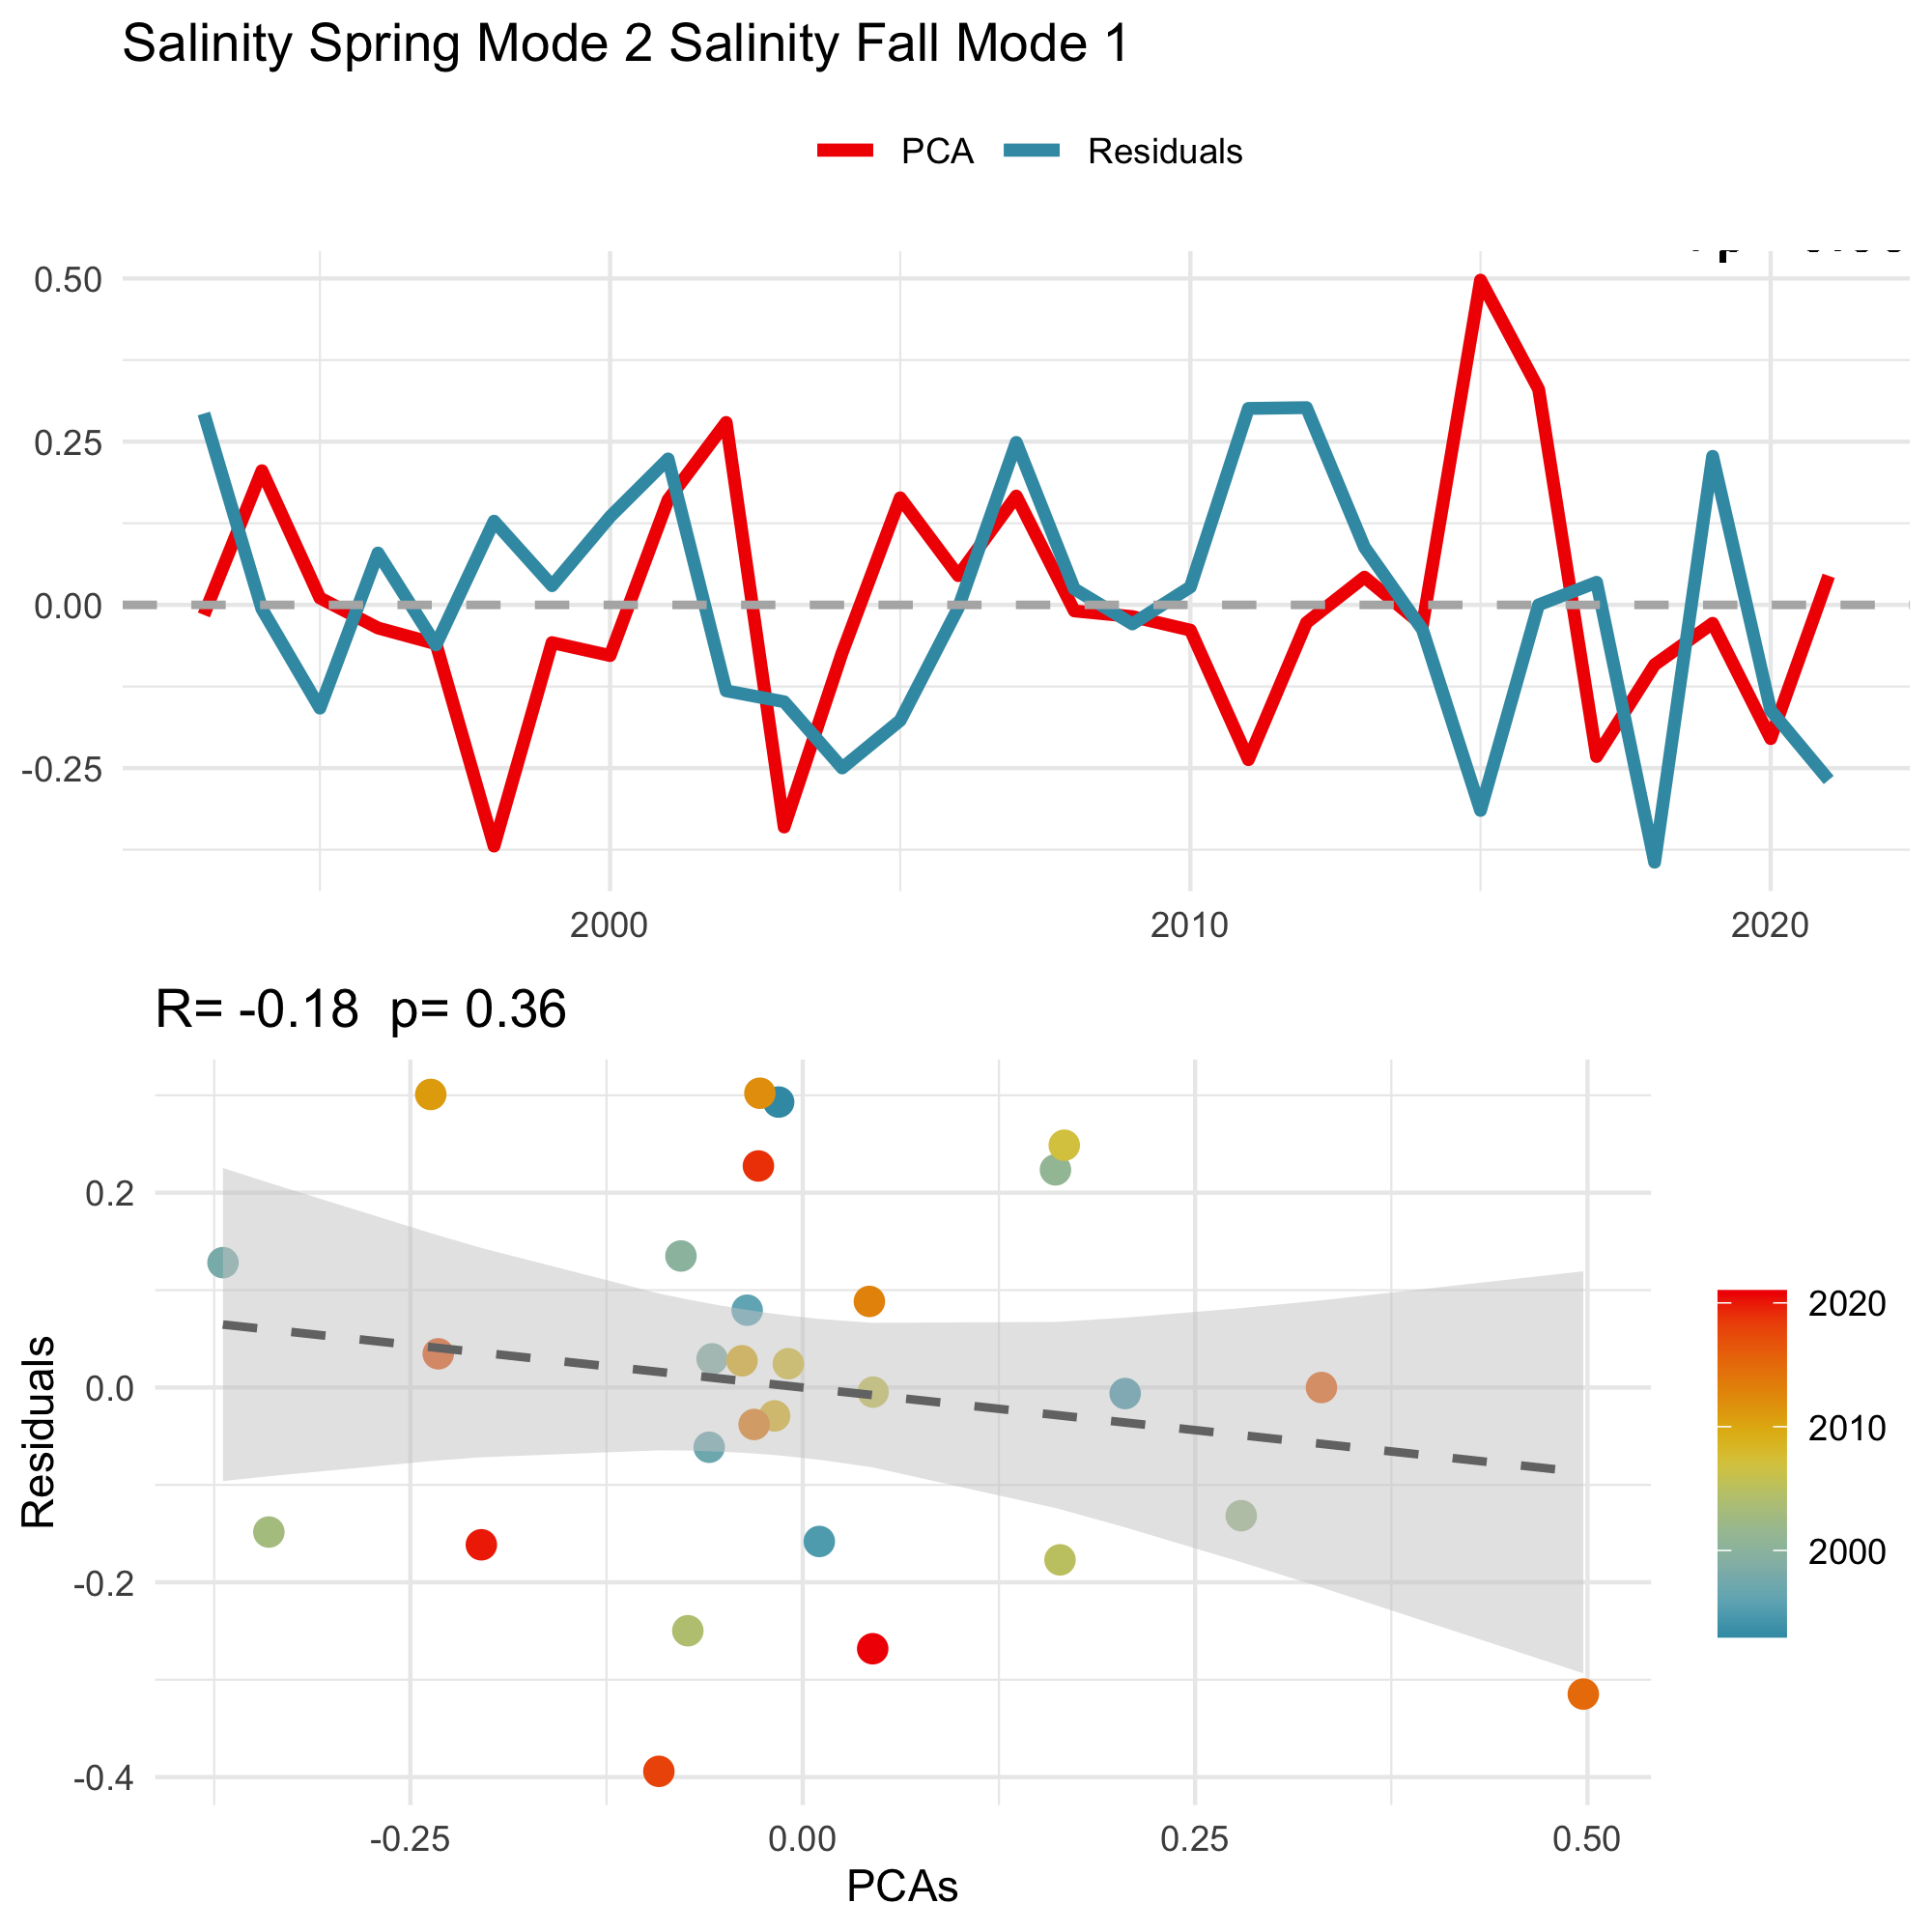 Salinity Spring Mode 2 Salinity Fall Mode 1
PCA Residuals
0.50
0.25
0.00
-0.25
2000 2010 2020
R= -0.18 p= 0.36
Residuals
0.2
0.0
-0.2
-0.4
-0.25 0.00 0.25 0.50
PCAs
2020
2010
2000